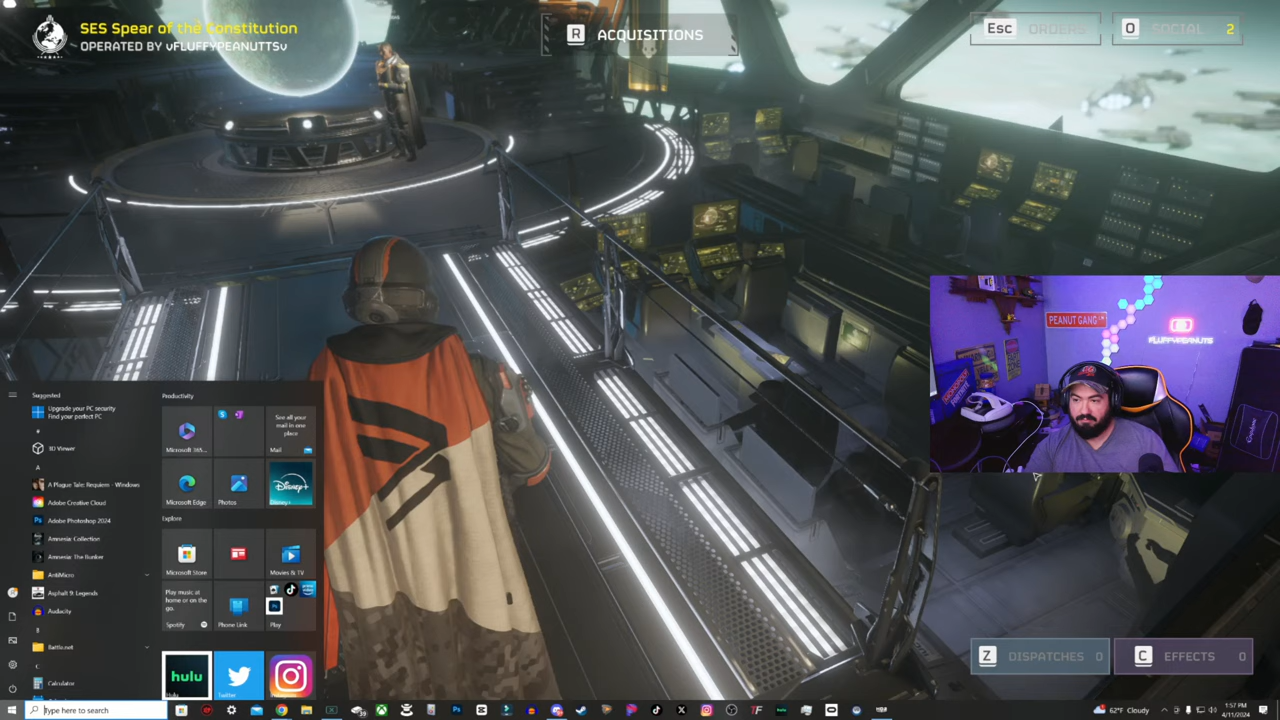 SES Spear of the Constitution
OPERATED BY vFLUFFYPEANUTTSv
R ACQUISITIONS
Esc ORDERS
O SOCIAL 2
PEANUT GANG
FLUFFYPEANUTS
Suggested
Upgrade your PC security
Find your perfect PC
3D Viewer
A
A Plague Tale: Requiem - Windows
Adobe Creative Cloud
Adobe Photoshop 2024
Amnesia: Collection
Amnesia: The Bunker
AntiMicro
Asphalt 9: Legends
Audacity
B
Battle.net
C
Calculator
Productivity
Microsoft 365...
See all your mail in one place
Mail
Microsoft Edge
Photos
Disney+
Explore
Microsoft Store
Movies & TV
Play music at home or on the go.
Spotify
Phone Link
Play
hulu
Hulu
Twitter
Z DISPATCHES 0
C EFFECTS 0
Type here to search
62°F Cloudy
1:57 PM
4/11/2024